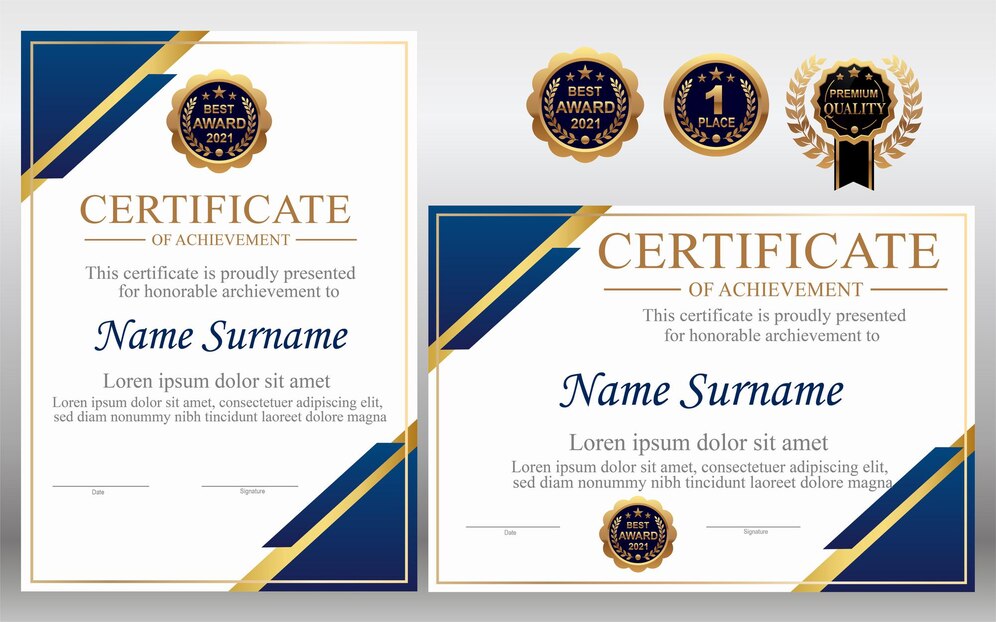 BEST
AWARD
2021
CERTIFICATE
OF ACHIEVEMENT
This certificate is proudly presented
for honorable archievement to
Name Surname
Loren ipsum dolor sit amet
Loren ipsum dolor sit amet, consectetuer adipiscing elit,
sed diam nonummy nibh tincidunt laoreet dolore magna
Date
Signature
BEST
AWARD
2021
1
PLACE
PREMIUM
QUALITY
CERTIFICATE
OF ACHIEVEMENT
This certificate is proudly presented
for honorable archievement to
Name Surname
Loren ipsum dolor sit amet
Loren ipsum dolor sit amet, consectetuer adipiscing elit,
sed diam nonummy nibh tincidunt laoreet dolore magna
Date
BEST
AWARD
2021
Signature